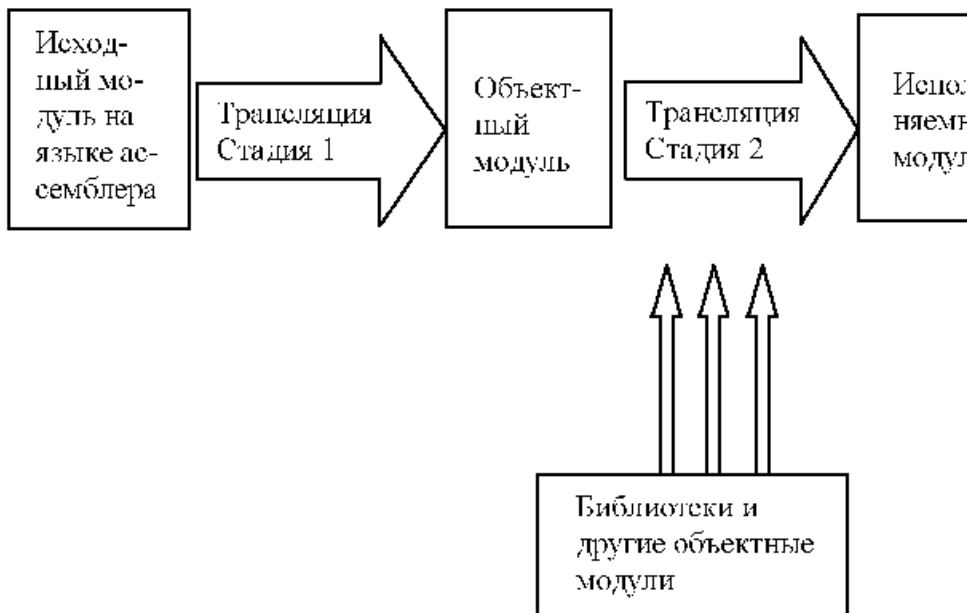 Исход-
ный мо-
дуль на
языке ас-
семблера
Трансляция
Стадия 1
Объект-
ный
модуль
Трансляция
Стадия 2
Библиотеки и
другие объектные
модули